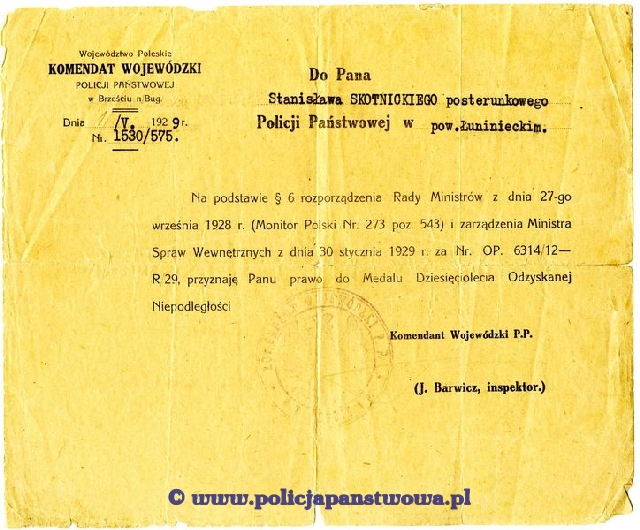 Województwo Poleskie
KOMENDAT WOJEWÓDZKI
POLICJI PAŃSTWOWEJ
w Brześciu n/Bug.
Dnia /V. 1929 r.
Nr. 1530/575.
Do Pana
Stanisława SKOTNICKIEGO posterunkowego
Policji Państwowej w pow.Łuninieckim.
Na podstawie § 6 rozporządzenia Rady Ministrów z dnia 27-go
września 1928 r. (Monitor Polski Nr. 273 poz. 543) i zarządzenia Ministra
Spraw Wewnętrznych z dnia 30 stycznia 1929 r. za Nr. OP. 6314/12—
R/29, przyznaję Panu prawo do Medalu Dziesięciolecia Odzyskanej
Niepodległości
Komendant Wojewódzki P.P.
(J. Barwicz, inspektor.)
© www.policjapanstwowa.pl